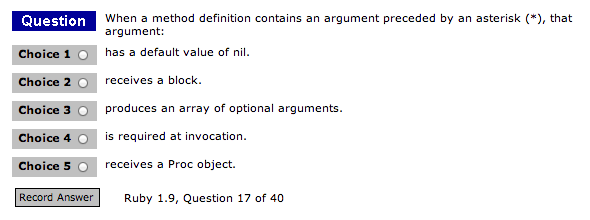 Question When a method definition contains an argument preceded by an asterisk (*), that
argument:
Choice 1 has a default value of nil.
Choice 2 receives a block.
Choice 3 produces an array of optional arguments.
Choice 4 is required at invocation.
Choice 5 receives a Proc object.
Record Answer Ruby 1.9, Question 17 of 40